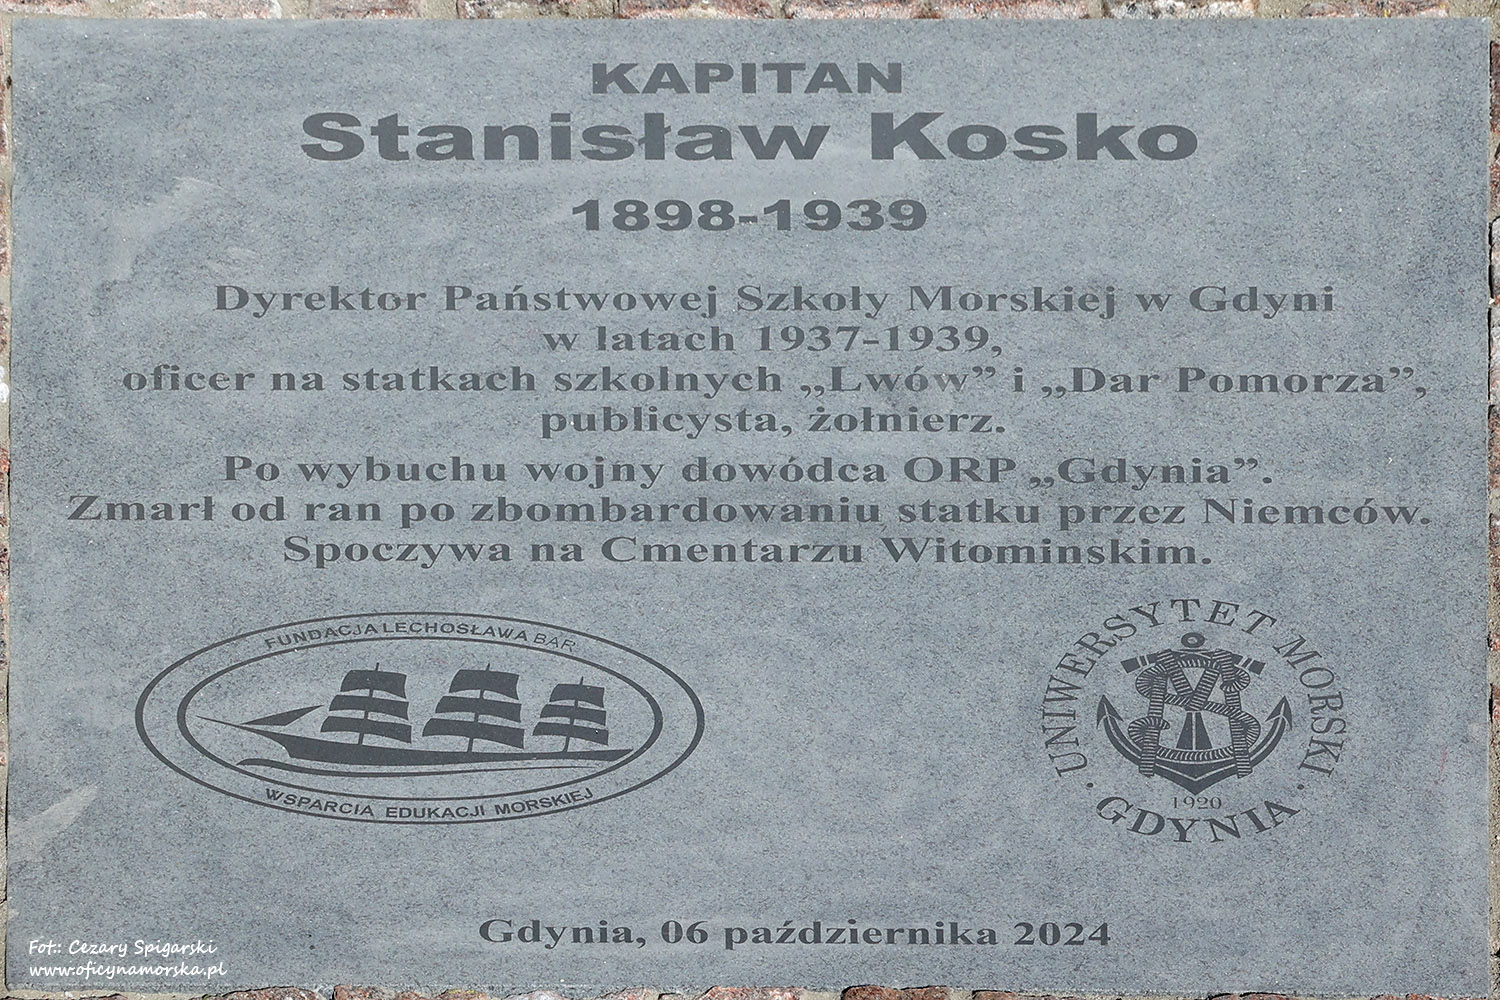 KAPITAN
Stanisław Kosko
1898-1939
Dyrektor Państwowej Szkoły Morskiej w Gdyni
w latach 1937-1939,
oficer na statkach szkolnych „Lwów” i „Dar Pomorza”,
publicysta, żołnierz.
Po wybuchu wojny dowódca ORP „Gdynia”.
Zmarł od ran po zbombardowaniu statku przez Niemców.
Spoczywa na Cmentarzu Witominskim.
FUNDACJA LECHOSŁAWA BAR
WSPARCIA EDUKACJI MORSKIEJ
UNIWERSYTET MORSKI
1920
· GDYNIA ·
Gdynia, 06 października 2024
Fot: Cezary Spigarski
www.oficynamorska.pl